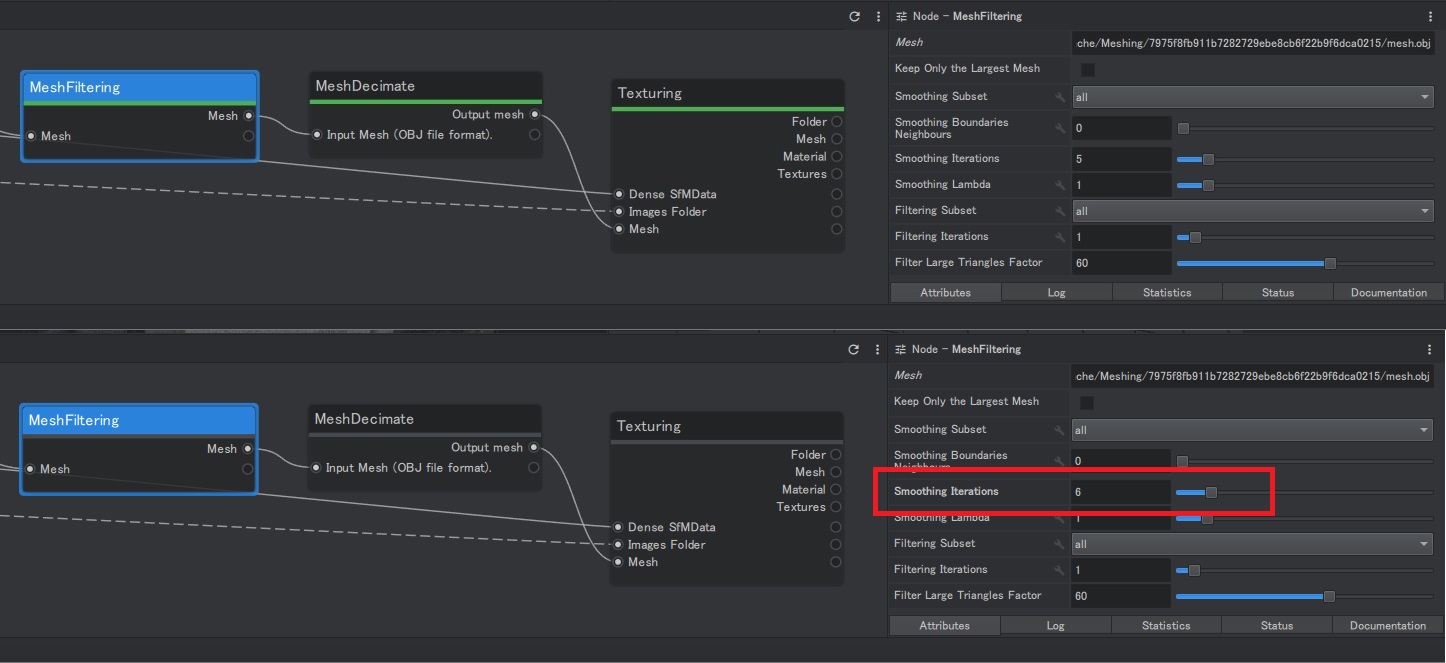 Node - MeshFiltering
MeshFiltering
Mesh
Mesh
MeshDecimate
Output mesh
Input Mesh (OBJ file format).
Texturing
Folder
Mesh
Material
Textures
Dense SfMData
Images Folder
Mesh
Mesh che/Meshing/7975f8fb911b7282729ebe8cb6f22b9f6dca0215/mesh.obj
Keep Only the Largest Mesh
Smoothing Subset all
Smoothing Boundaries
Neighbours 0
Smoothing Iterations 5
Smoothing Lambda 1
Filtering Subset all
Filtering Iterations 1
Filter Large Triangles Factor 60
Attributes Log Statistics Status Documentation
Node - MeshFiltering
MeshFiltering
Mesh
Mesh
MeshDecimate
Output mesh
Input Mesh (OBJ file format).
Texturing
Folder
Mesh
Material
Textures
Dense SfMData
Images Folder
Mesh
Mesh che/Meshing/7975f8fb911b7282729ebe8cb6f22b9f6dca0215/mesh.obj
Keep Only the Largest Mesh
Smoothing Subset all
Smoothing Boundaries
Neighbours 0
Smoothing Iterations 6
Smoothing Lambda 1
Filtering Subset all
Filtering Iterations 1
Filter Large Triangles Factor 60
Attributes Log Statistics Status Documentation